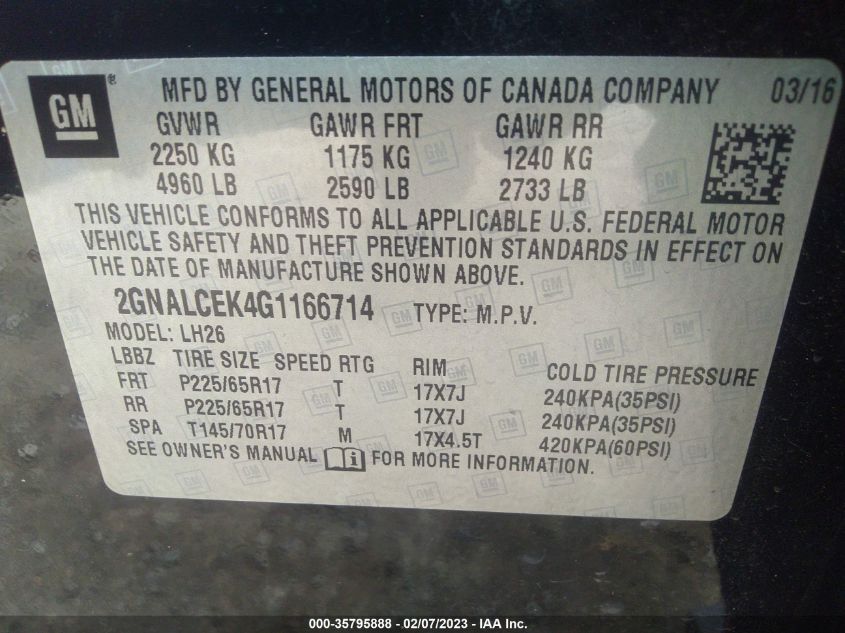 GM ® MFD BY GENERAL MOTORS OF CANADA COMPANY 03/16
GVWR GAWR FRT GAWR RR
2250 KG 1175 KG 1240 KG
4960 LB 2590 LB 2733 LB
THIS VEHICLE CONFORMS TO ALL APPLICABLE U.S. FEDERAL MOTOR
VEHICLE SAFETY AND THEFT PREVENTION STANDARDS IN EFFECT ON
THE DATE OF MANUFACTURE SHOWN ABOVE.
2GNALCEK4G1166714 TYPE: M.P.V.
MODEL: LH26
LBBZ TIRE SIZE SPEED RTG RIM COLD TIRE PRESSURE
FRT P225/65R17 T 17X7J 240KPA(35PSI)
RR P225/65R17 T 17X7J 240KPA(35PSI)
SPA T145/70R17 M 17X4.5T 420KPA(60PSI)
SEE OWNER'S MANUAL i FOR MORE INFORMATION.
000-35795888 - 02/07/2023 - IAA Inc.